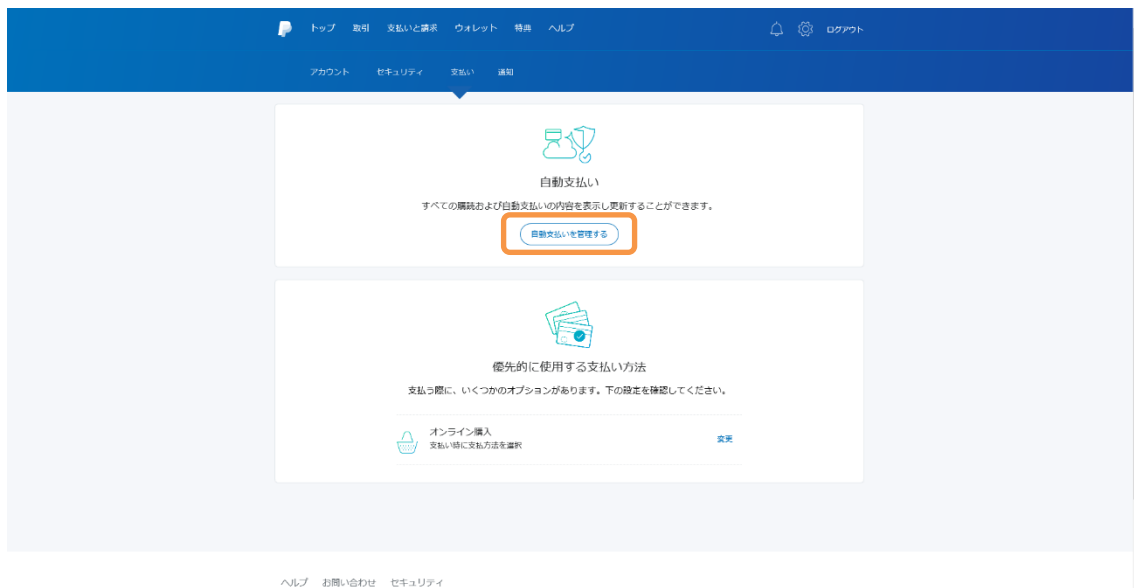 トップ 取引 支払いと請求 ウォレット 特典 ヘルプ ログアウト
アカウント セキュリティ 支払い 通知
自動支払い
すべての購読および自動支払いの内容を表示し更新することができます。
自動支払いを管理する
優先的に使用する支払い方法
支払う際に、いくつかのオプションがあります。下の設定を確認してください。
オンライン購入
支払い時に支払方法を選択
変更
ヘルプ お問い合わせ セキュリティ